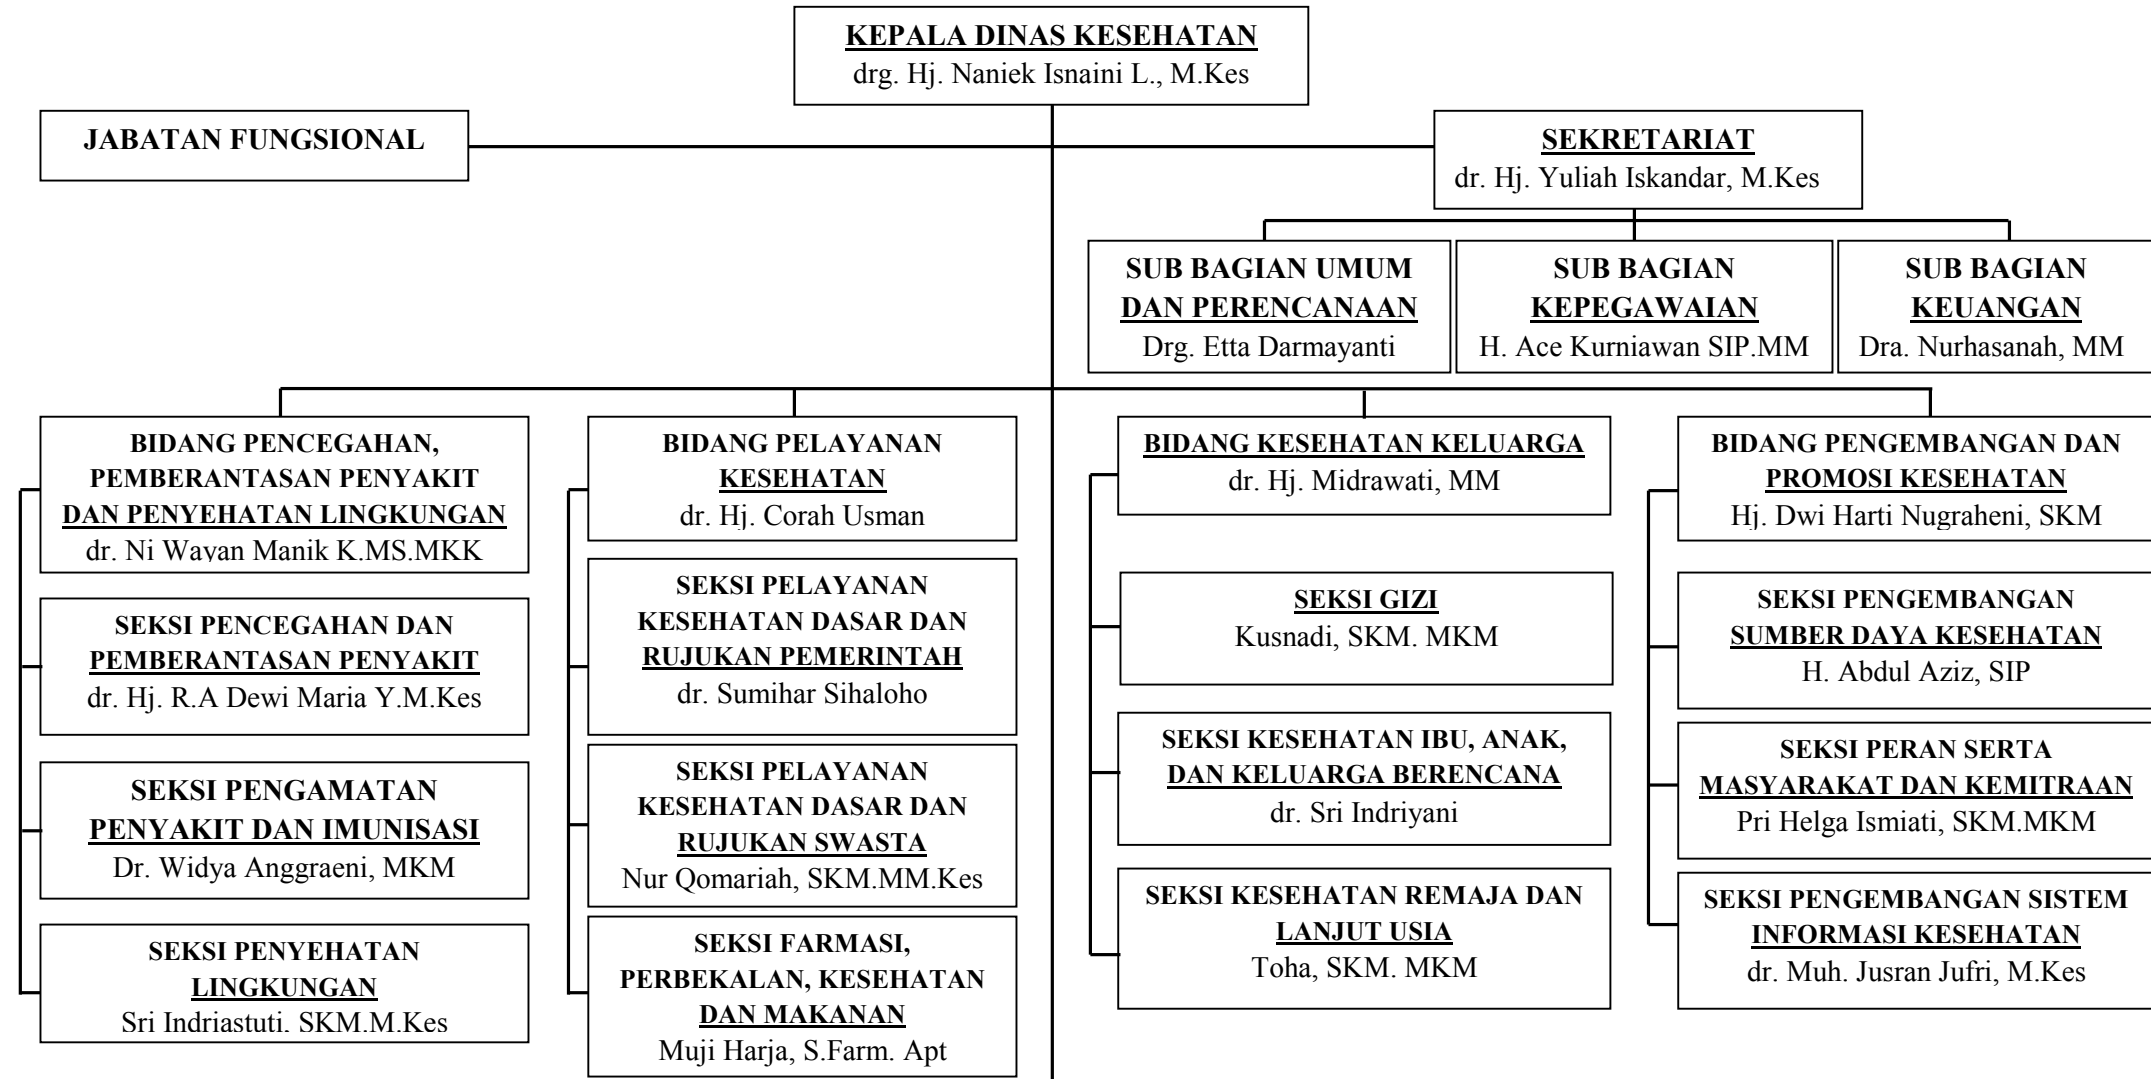 KEPALA DINAS KESEHATAN
drg. Hj. Naniek Isnaini L., M.Kes
JABATAN FUNGSIONAL
SEKRETARIAT
dr. Hj. Yuliah Iskandar, M.Kes
SUB BAGIAN UMUM
DAN PERENCANAAN
Drg. Etta Darmayanti
SUB BAGIAN
KEPEGAWAIAN
H. Ace Kurniawan SIP.MM
SUB BAGIAN
KEUANGAN
Dra. Nurhasanah, MM
BIDANG PENCEGAHAN,
PEMBERANTASAN PENYAKIT
DAN PENYEHATAN LINGKUNGAN
dr. Ni Wayan Manik K.MS.MKK
SEKSI PENCEGAHAN DAN
PEMBERANTASAN PENYAKIT
dr. Hj. R.A Dewi Maria Y.M.Kes
SEKSI PENGAMATAN
PENYAKIT DAN IMUNISASI
Dr. Widya Anggraeni, MKM
SEKSI PENYEHATAN
LINGKUNGAN
Sri Indriastuti, SKM.M.Kes
BIDANG PELAYANAN
KESEHATAN
dr. Hj. Corah Usman
SEKSI PELAYANAN
KESEHATAN DASAR DAN
RUJUKAN PEMERINTAH
dr. Sumihar Sihaloho
SEKSI PELAYANAN
KESEHATAN DASAR DAN
RUJUKAN SWASTA
Nur Qomariah, SKM.MM.Kes
SEKSI FARMASI,
PERBEKALAN, KESEHATAN
DAN MAKANAN
Muji Harja, S.Farm. Apt
BIDANG KESEHATAN KELUARGA
dr. Hj. Midrawati, MM
SEKSI GIZI
Kusnadi, SKM. MKM
SEKSI KESEHATAN IBU, ANAK,
DAN KELUARGA BERENCANA
dr. Sri Indriyani
SEKSI KESEHATAN REMAJA DAN
LANJUT USIA
Toha, SKM. MKM
BIDANG PENGEMBANGAN DAN
PROMOSI KESEHATAN
Hj. Dwi Harti Nugraheni, SKM
SEKSI PENGEMBANGAN
SUMBER DAYA KESEHATAN
H. Abdul Aziz, SIP
SEKSI PERAN SERTA
MASYARAKAT DAN KEMITRAAN
Pri Helga Ismiati, SKM.MKM
SEKSI PENGEMBANGAN SISTEM
INFORMASI KESEHATAN
dr. Muh. Jusran Jufri, M.Kes